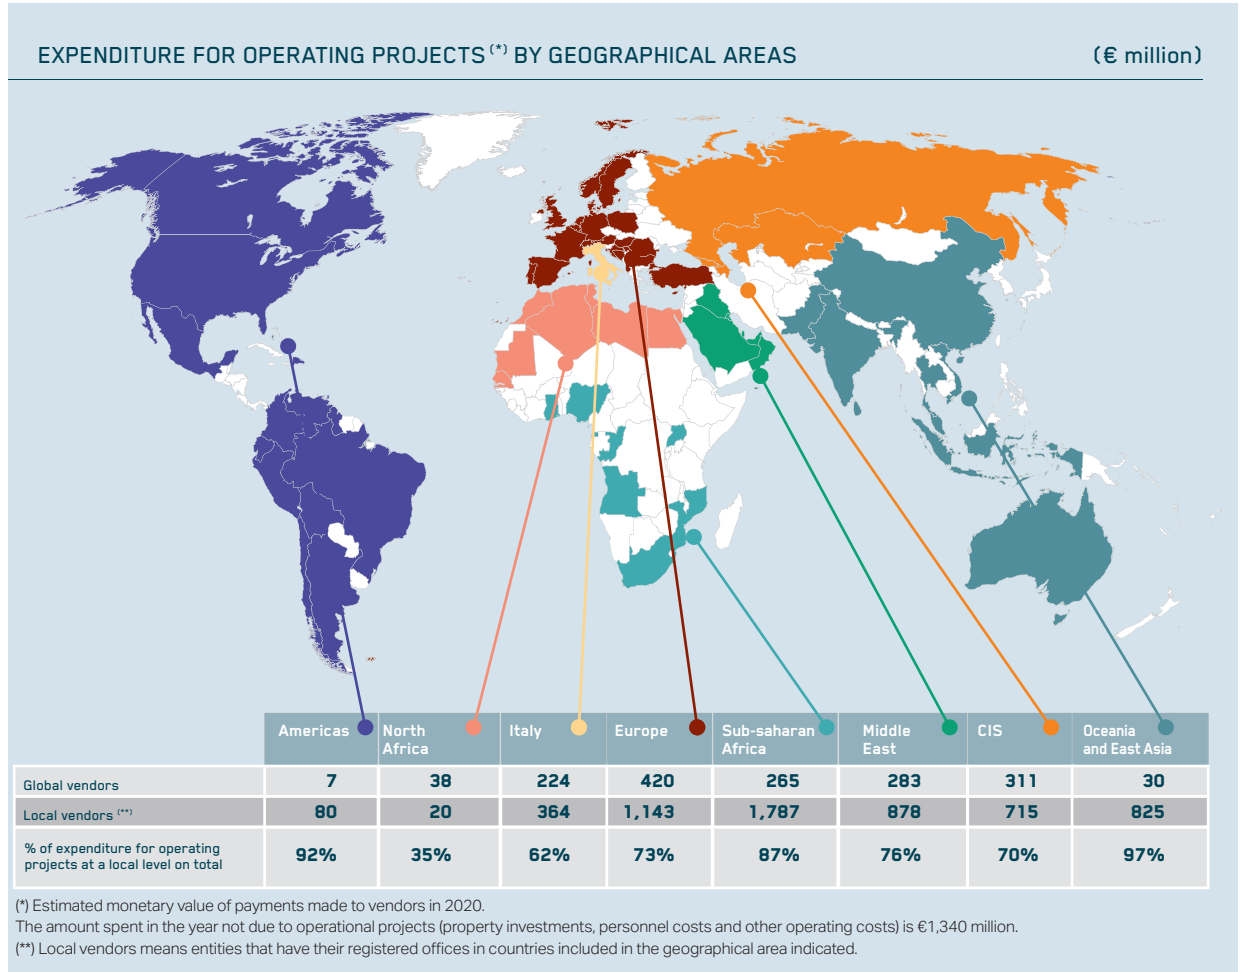 EXPENDITURE FOR OPERATING PROJECTS (*) BY GEOGRAPHICAL AREAS (€ million)
Americas North Africa Italy Europe Sub-saharan Africa Middle East CIS Oceania and East Asia
Global vendors 7 38 224 420 265 283 311 30
Local vendors (**) 80 20 364 1,143 1,787 878 715 825
% of expenditure for operating
projects at a local level on total 92% 35% 62% 73% 87% 76% 70% 97%
(*) Estimated monetary value of payments made to vendors in 2020.
The amount spent in the year not due to operational projects (property investments, personnel costs and other operating costs) is €1,340 million.
(**) Local vendors means entities that have their registered offices in countries included in the geographical area indicated.